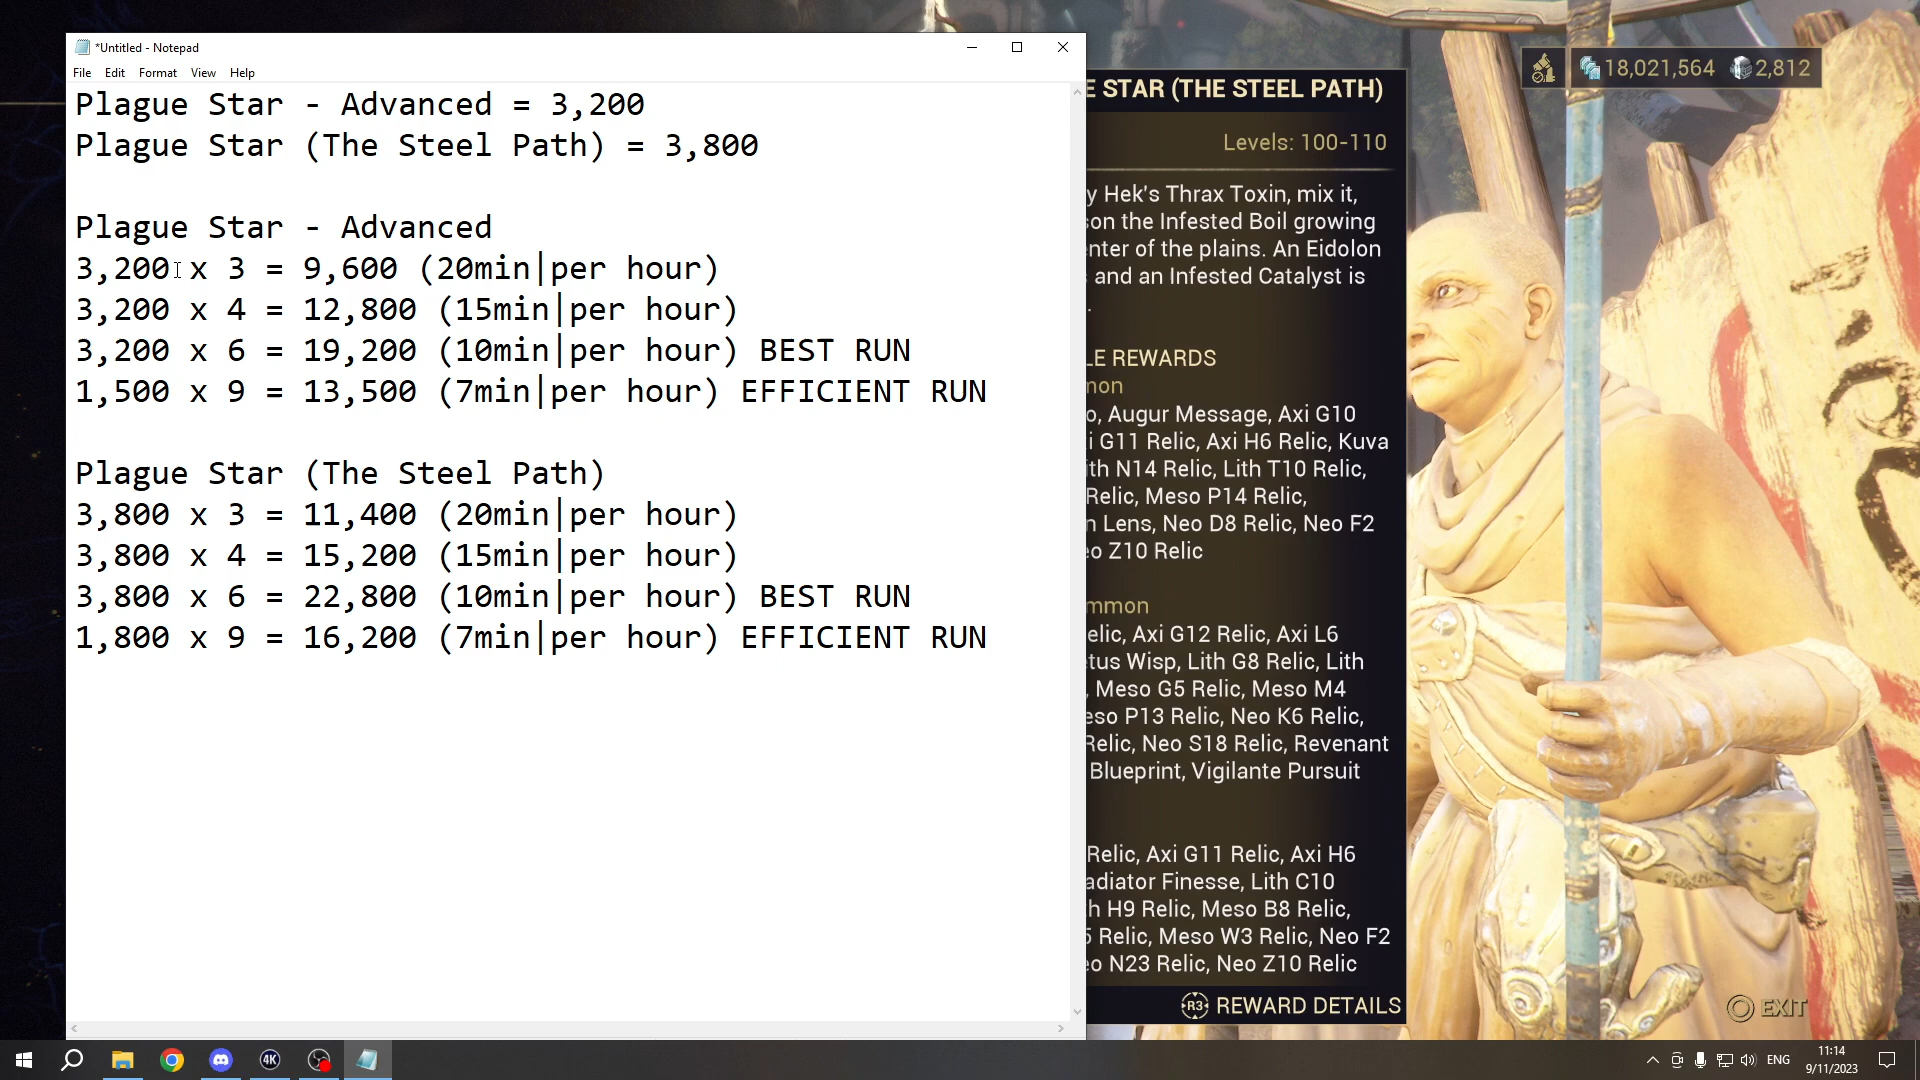 *Untitled - Notepad
File Edit Format View Help
Plague Star - Advanced = 3,200
Plague Star (The Steel Path) = 3,800
Plague Star - Advanced
3,200 x 3 = 9,600 (20min|per hour)
3,200 x 4 = 12,800 (15min|per hour)
3,200 x 6 = 19,200 (10min|per hour) BEST RUN
1,500 x 9 = 13,500 (7min|per hour) EFFICIENT RUN
Plague Star (The Steel Path)
3,800 x 3 = 11,400 (20min|per hour)
3,800 x 4 = 15,200 (15min|per hour)
3,800 x 6 = 22,800 (10min|per hour) BEST RUN
1,800 x 9 = 16,200 (7min|per hour) EFFICIENT RUN
18,021,564 2,812
STAR (THE STEEL PATH)
Levels: 100-110
Hek's Thrax Toxin, mix it,
the Infested Boil growing
of the plains. An Eidolon
and an Infested Catalyst is
REWARDS
Augur Message, Axi G10
G11 Relic, Axi H6 Relic, Kuva
N14 Relic, Lith T10 Relic,
Relic, Meso P14 Relic,
Lens, Neo D8 Relic, Neo F2
Z10 Relic
Axi G12 Relic, Axi L6
Wisp, Lith G8 Relic, Lith
Meso G5 Relic, Meso M4
P13 Relic, Neo K6 Relic,
Relic, Neo S18 Relic, Revenant
Blueprint, Vigilante Pursuit
Relic, Axi G11 Relic, Axi H6
Finesse, Lith C10
H9 Relic, Meso B8 Relic,
Relic, Meso W3 Relic, Neo F2
N23 Relic, Neo Z10 Relic
R3 REWARD DETAILS
EXIT
4K
ENG
11:14
9/11/2023